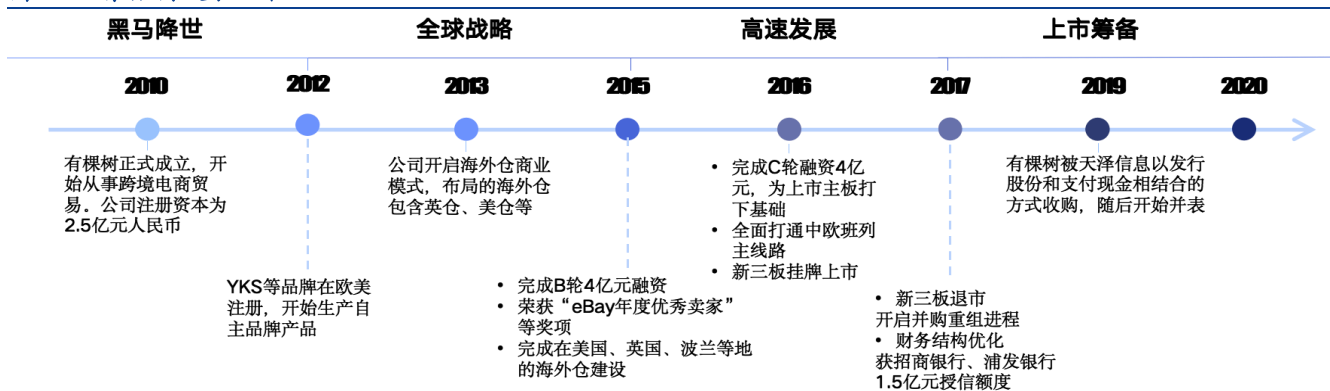 黑马降世
全球战略
高速发展
上市筹备
2010
2012
2013
2015
2016
2017
2019
2020
有棵树正式成立，开
始从事跨境电商贸
易。公司注册资本为
2.5亿元人民币
YKS等品牌在欧美
注册，开始生产自
主品牌产品
公司开启海外仓商业
模式，布局的海外仓
包含英仓、美仓等
• 完成B轮4亿元融资
• 荣获“eBay年度优秀卖家”
等奖项
• 完成在美国、英国、波兰等地
的海外仓建设
• 完成C轮融资4亿
元，为上市主板打
下基础
• 全面打通中欧班列
主线路
• 新三板挂牌上市
• 新三板退市
开启并购重组进程
• 财务结构优化
获招商银行、浦发银行
1.5亿元授信额度
有棵树被天泽信息以发行
股份和支付现金相结合的
方式收购，随后开始并表